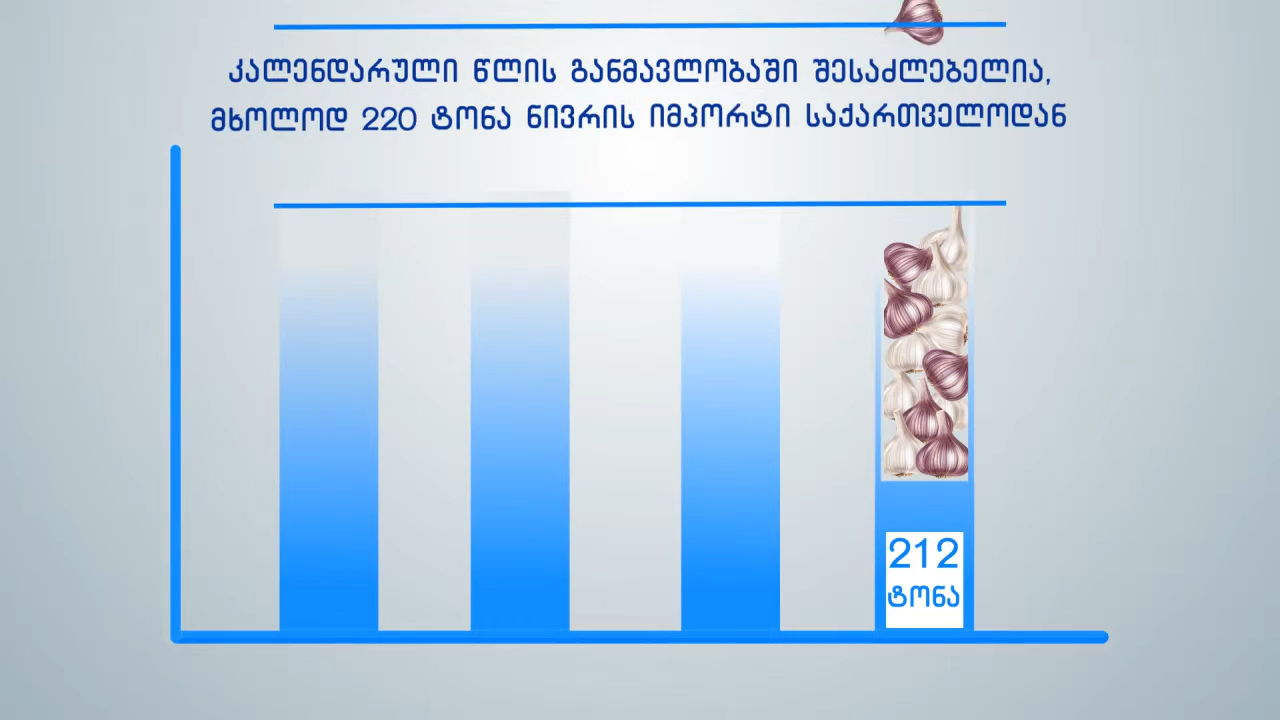 კალენდარული წლის განმავლობაში შესაძლებელია,
მხოლოდ 220 ტონა ნივრის იმპორტი საქართველოდან
212
ტონა